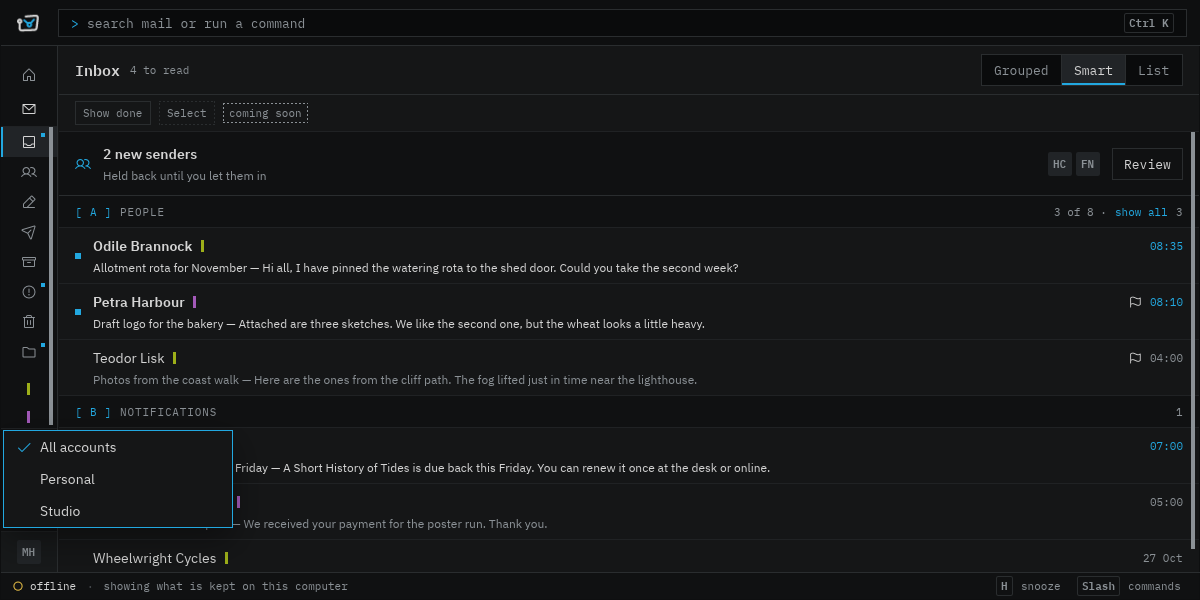 > search mail or run a command
Ctrl K
Inbox 4 to read
Grouped Smart List
Show done Select coming soon
2 new senders
Held back until you let them in
HC FN Review
[ A ] PEOPLE 3 of 8 · show all 3
Odile Brannock 08:35
Allotment rota for November — Hi all, I have pinned the watering rota to the shed door. Could you take the second week?
Petra Harbour 08:10
Draft logo for the bakery — Attached are three sketches. We like the second one, but the wheat looks a little heavy.
Teodor Lisk 04:00
Photos from the coast walk — Here are the ones from the cliff path. The fog lifted just in time near the lighthouse.
[ B ] NOTIFICATIONS 1
07:00
Friday — A Short History of Tides is due back this Friday. You can renew it once at the desk or online.
05:00
— We received your payment for the poster run. Thank you.
All accounts
Personal
Studio
MH
Wheelwright Cycles 27 Oct
offline · showing what is kept on this computer
H snooze Slash commands